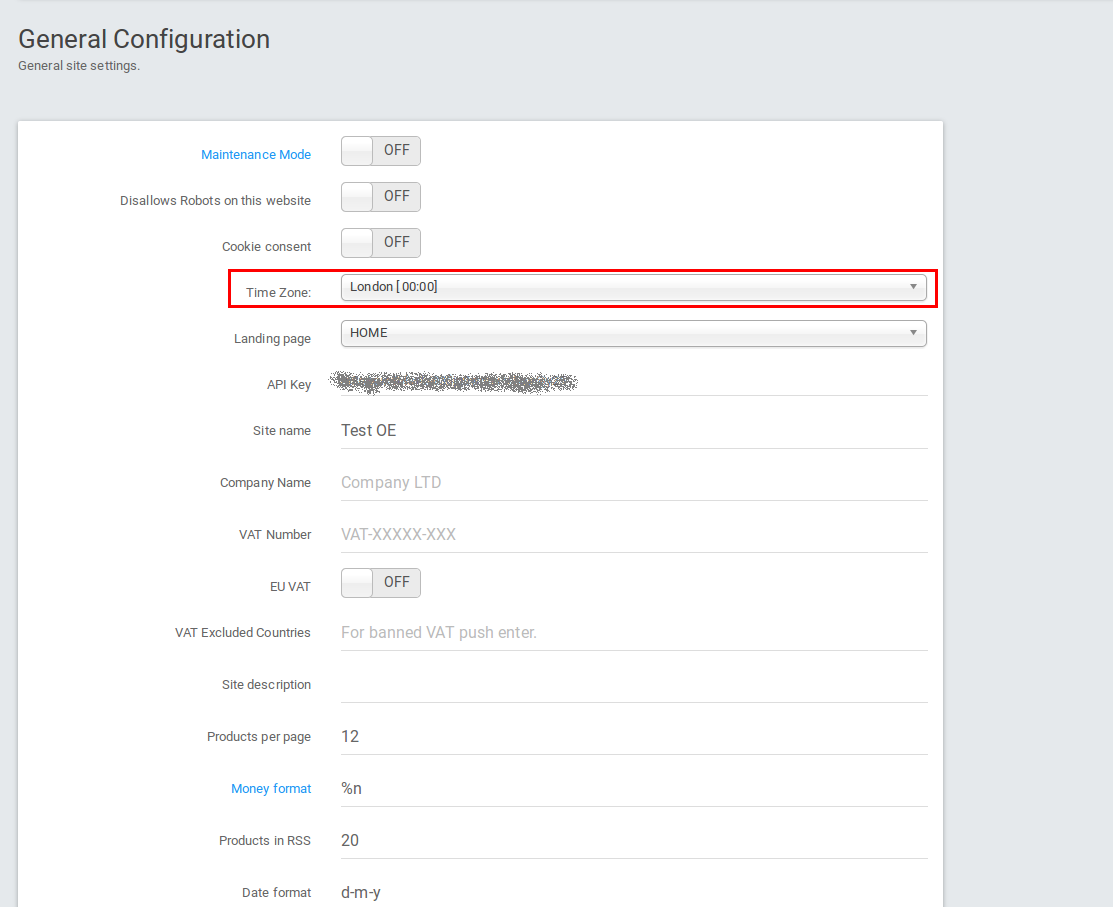 General Configuration
General site settings.
Maintenance Mode OFF
Disallows Robots on this website OFF
Cookie consent OFF
Time Zone: London [ 00:00]
Landing page HOME
API Key
Site name Test OE
Company Name Company LTD
VAT Number VAT-XXXXX-XXX
EU VAT OFF
VAT Excluded Countries For banned VAT push enter.
Site description
Products per page 12
Money format %n
Products in RSS 20
Date format d-m-y